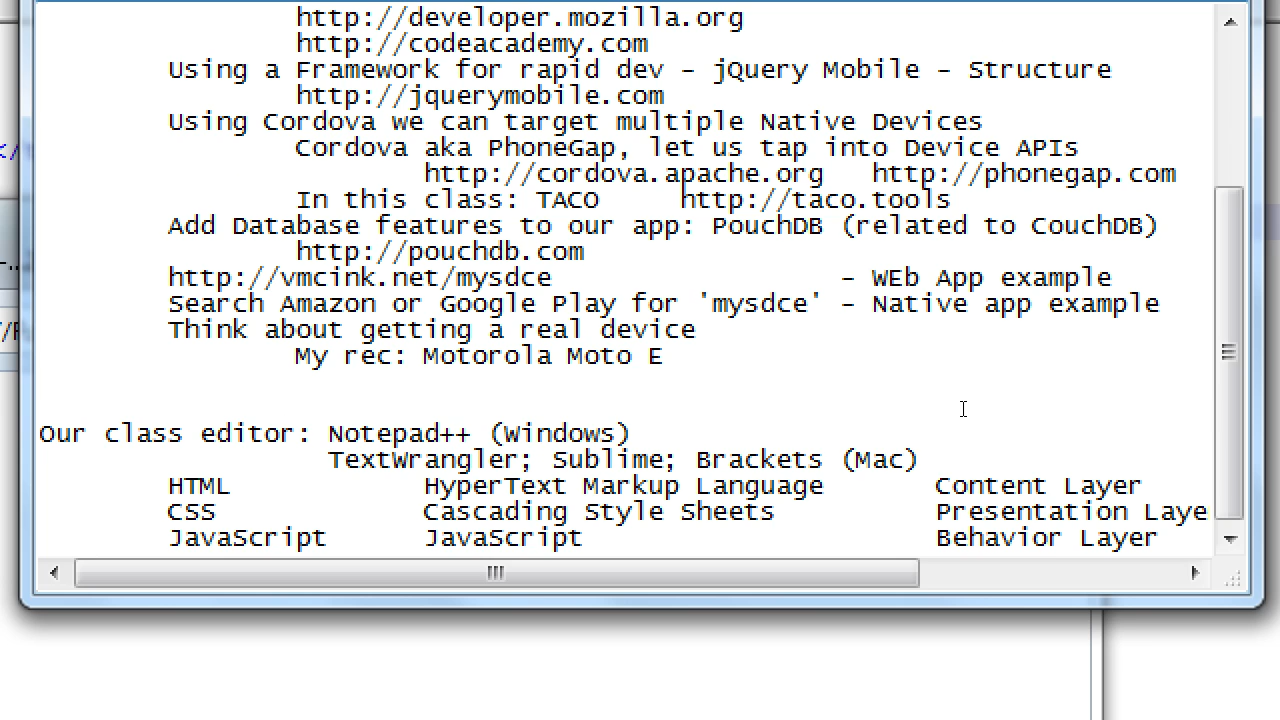 http://developer.mozilla.org
http://codeacademy.com
Using a Framework for rapid dev - jQuery Mobile - Structure
http://jquerymobile.com
Using Cordova we can target multiple Native Devices
Cordova aka PhoneGap, let us tap into Device APIs
http://cordova.apache.org http://phonegap.com
In this class: TACO http://taco.tools
Add Database features to our app: PouchDB (related to CouchDB)
http://pouchdb.com
http://vmcink.net/mysdce - WEb App example
Search Amazon or Google Play for 'mysdce' - Native app example
Think about getting a real device
My rec: Motorola Moto E
Our class editor: Notepad++ (Windows)
TextWrangler; Sublime; Brackets (Mac)
HTML HyperText Markup Language Content Layer
CSS Cascading Style Sheets Presentation Laye
JavaScript JavaScript Behavior Layer